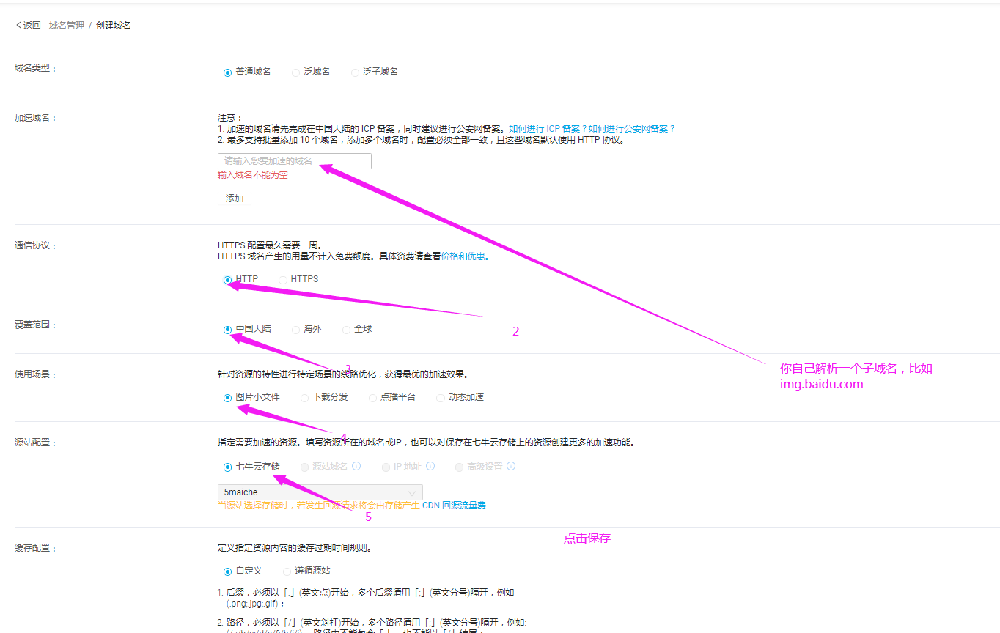 返回 域名管理 / 创建域名
域名类型：
普通域名 泛域名 泛子域名
加速域名：
注意：
1. 加速的域名请先完成在中国大陆的 ICP 备案，同时建议进行公安网备案。如何进行 ICP 备案？如何进行公安网备案？
2. 最多支持批量添加 10 个域名，添加多个域名时，配置必须全部一致，且这些域名默认使用 HTTP 协议。
请输入您要加速的域名
输入域名不能为空
添加
通信协议：
HTTPS 配置最久需要一周。
HTTPS 域名产生的用量不计入免费额度。具体资费请查看价格和优惠。
HTTP HTTPS
2
覆盖范围：
中国大陆 海外 全球
3
你自己解析一个子域名，比如
img.baidu.com
使用场景：
针对资源的特性进行特定场景的线路优化，获得最优的加速效果。
图片小文件 下载分发 点播平台 动态加速
4
源站配置：
指定需要加速的资源。填写资源所在的域名或IP，也可以对保存在七牛云存储上的资源创建更多的加速功能。
七牛云存储 源站域名 IP 地址 高级设置
5maiche
当源站选择存储时，若发生回源请求将会由存储产生 CDN 回源流量费
5
点击保存
缓存配置：
定义指定资源内容的缓存过期时间规则。
自定义 遵循源站
1. 后缀，必须以「.」(英文点)开始，多个后缀请用「;」(英文分号)隔开，例如
(.png;.jpg;.gif)；
2. 路径，必须以「/」(英文斜杠)开始，多个路径请用「;」(英文分号)隔开，例如: